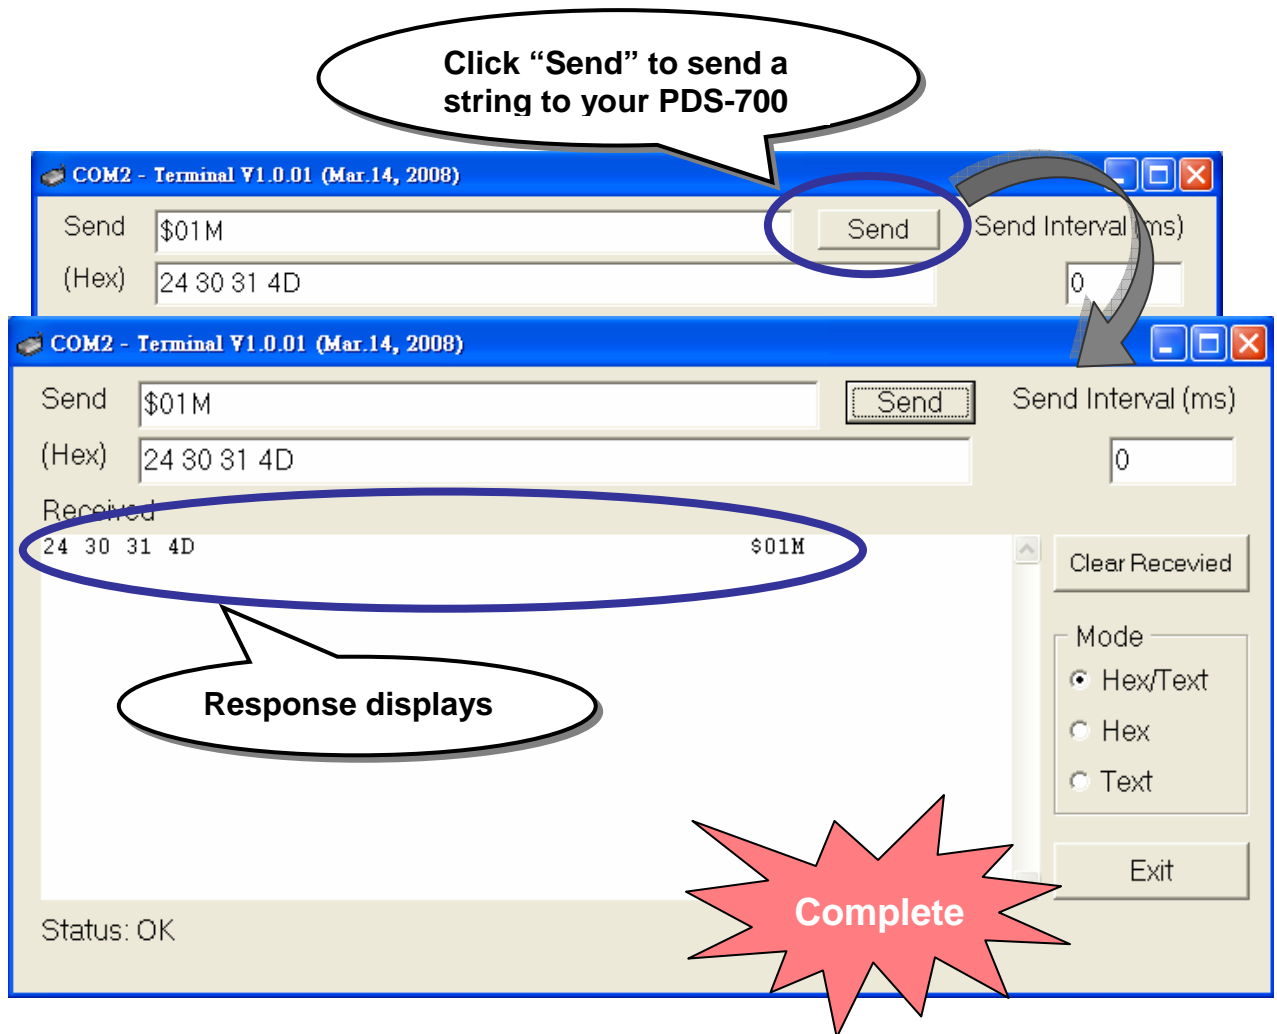 Click “Send” to send a
string to your PDS-700
COM2 - Terminal V1.0.01 (Mar.14, 2008)
Send $01M Send Send Interval (ms)
(Hex) 24 30 31 4D 0
COM2 - Terminal V1.0.01 (Mar.14, 2008)
Send $01M Send Send Interval (ms)
(Hex) 24 30 31 4D 0
Received
24 30 31 4D $01M
Clear Recevied
Response displays
Mode
Hex/Text
Hex
Text
Exit
Complete
Status: OK